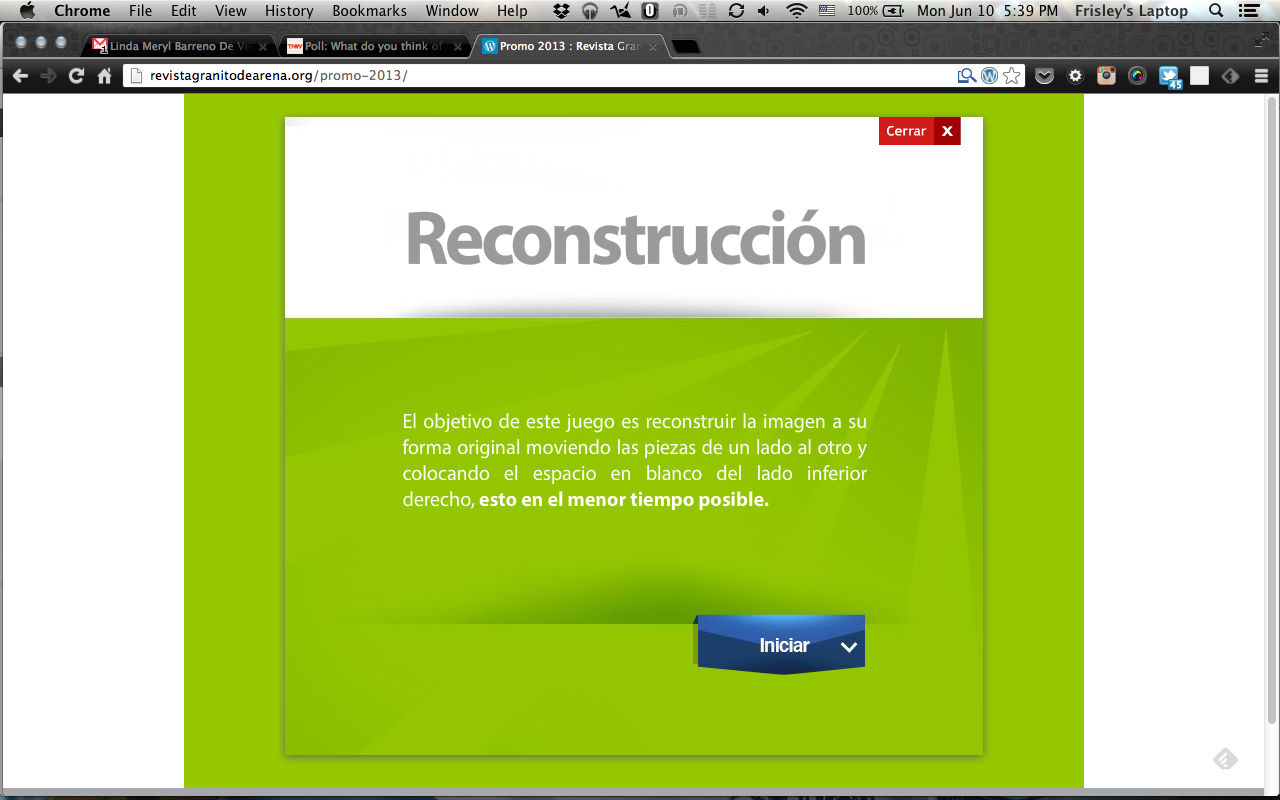 Chrome File Edit View History Bookmarks Window Help 100% Mon Jun 10 5:39 PM Frisley's Laptop
Linda Meryl Barreno De Ve Poll: What do you think of Promo 2013 : Revista Gran
revistagranitodearena.org/promo-2013/
45
Cerrar X
Reconstrucción
El objetivo de este juego es reconstruir la imagen a su
forma original moviendo las piezas de un lado al otro y
colocando el espacio en blanco del lado inferior
derecho, esto en el menor tiempo posible.
Iniciar